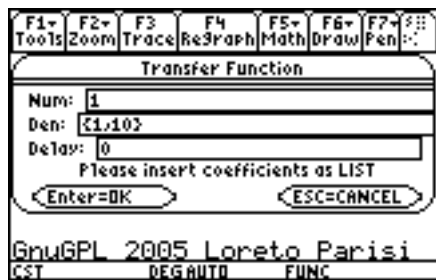 F1 F2 F3 F4 F5 F6 F7
Tools Zoom Trace ReGraph Math Draw Pen
Transfer Function
Num: 1
Den: {1,10}
Delay: 0
Please insert coefficients as LIST
Enter=OK ESC=CANCEL
GnuGPL 2005 Loreto Parisi
CST DEG AUTO FUNC